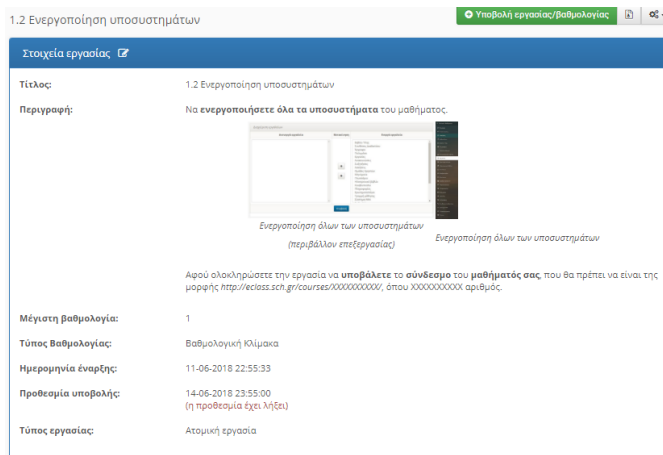 1.2 Ενεργοποίηση υποσυστημάτων
Υποβολή εργασίας/βαθμολογίας
Στοιχεία εργασίας
Τίτλος: 1.2 Ενεργοποίηση υποσυστημάτων
Περιγραφή: Να ενεργοποιήσετε όλα τα υποσυστήματα του μαθήματος.
Ενεργοποίηση όλων των υποσυστημάτων
(περιβάλλον επεξεργασίας)
Ενεργοποίηση όλων των υποσυστημάτων
Αφού ολοκληρώσετε την εργασία να υποβάλετε το σύνδεσμο του μαθήματός σας, που θα πρέπει να είναι της
μορφής http://eclass.sch.gr/courses/XXXXXXXXXX/, όπου XXXXXXXXXX αριθμός.
Μέγιστη βαθμολογία: 1
Τύπος Βαθμολογίας: Βαθμολογική Κλίμακα
Ημερομηνία έναρξης: 11-06-2018 22:55:33
Προθεσμία υποβολής: 14-06-2018 23:55:00
(η προθεσμία έχει λήξει)
Τύπος εργασίας: Ατομική εργασία